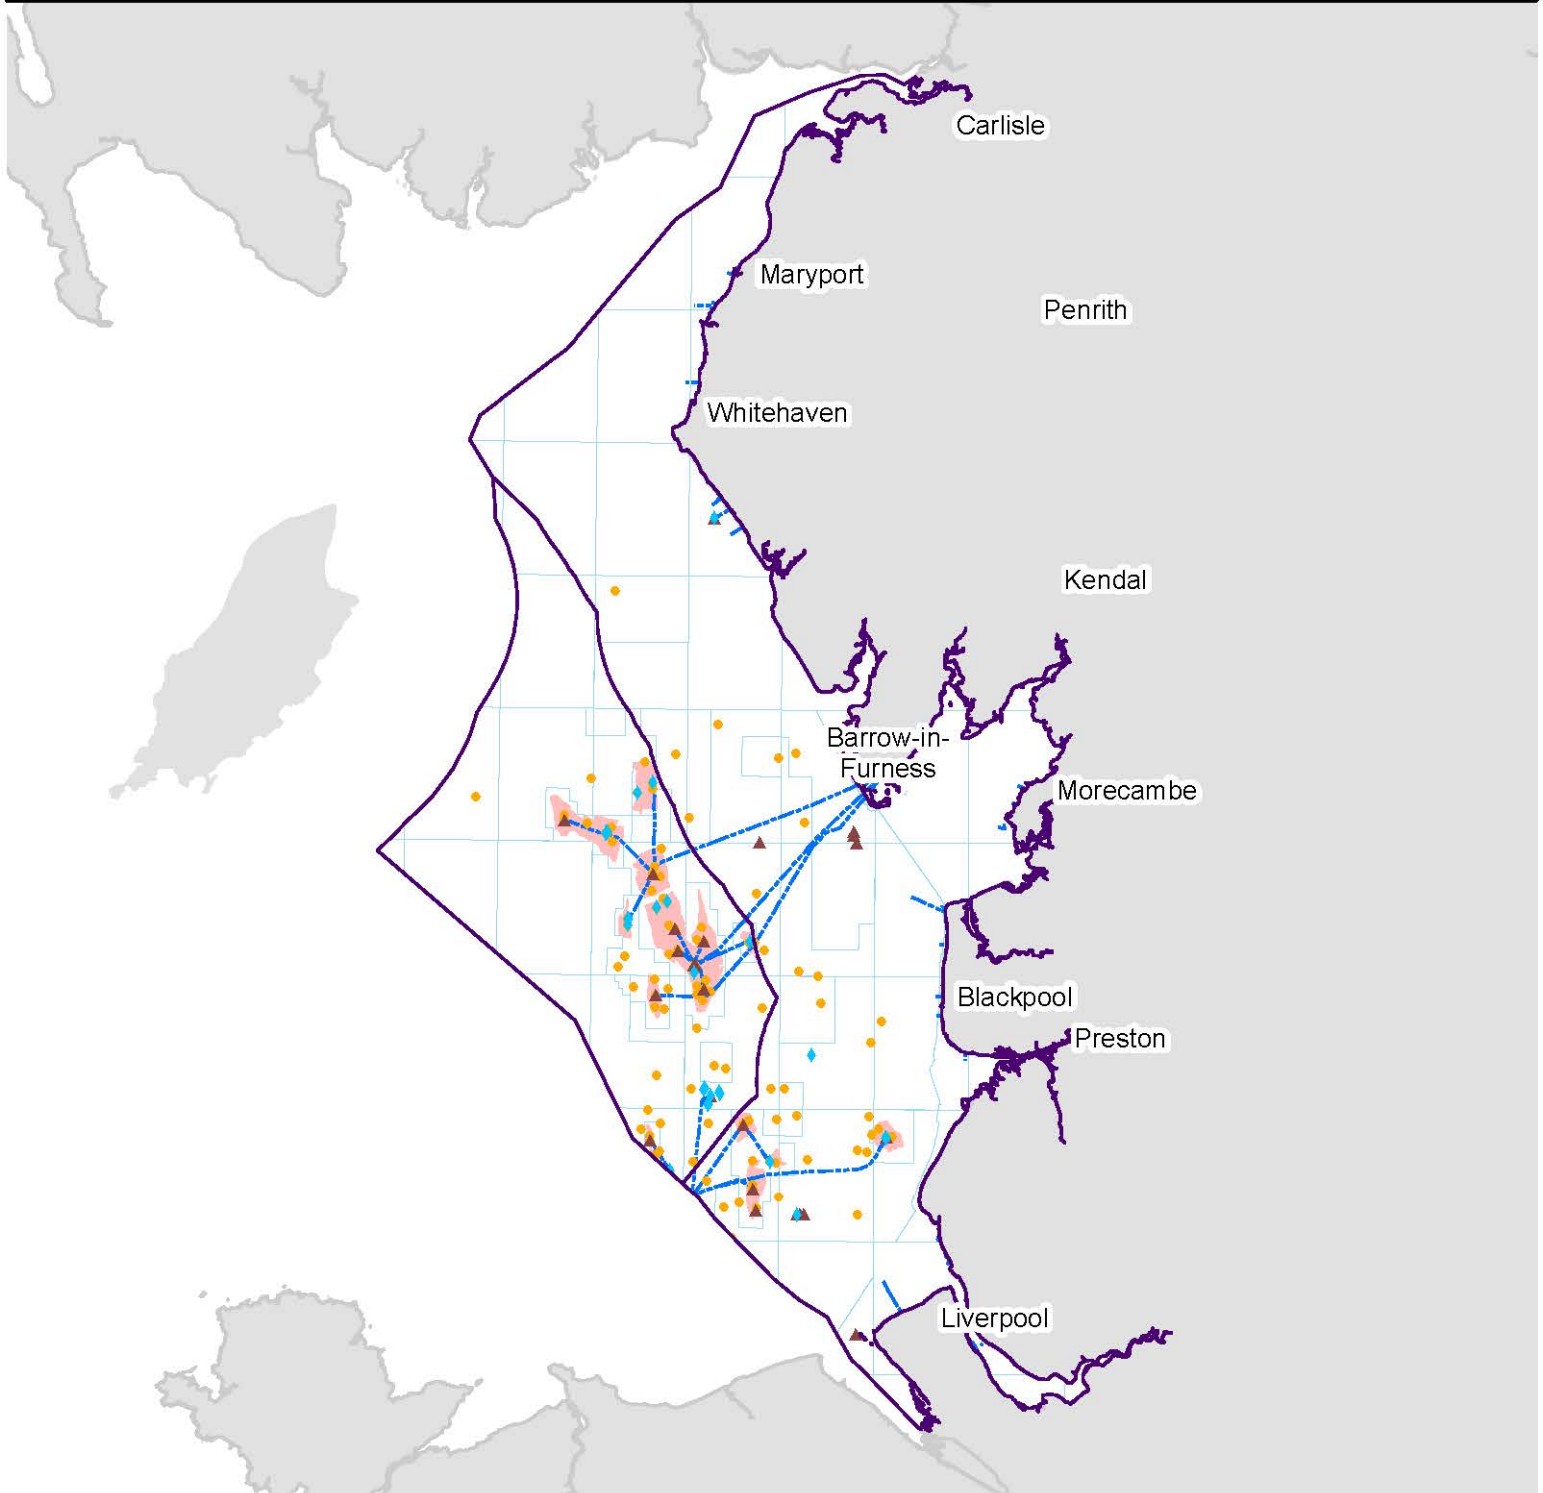 Carlisle
Maryport
Penrith
Whitehaven
Kendal
Barrow-in-
Furness
Morecambe
Blackpool
Preston
Liverpool